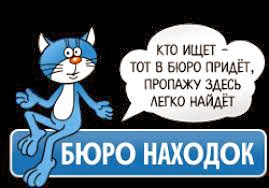 КТО ИЩЕТ –
ТОТ В БЮРО ПРИДЁТ,
ПРОПАЖУ ЗДЕСЬ
ЛЕГКО НАЙДЁТ
БЮРО НАХОДОК